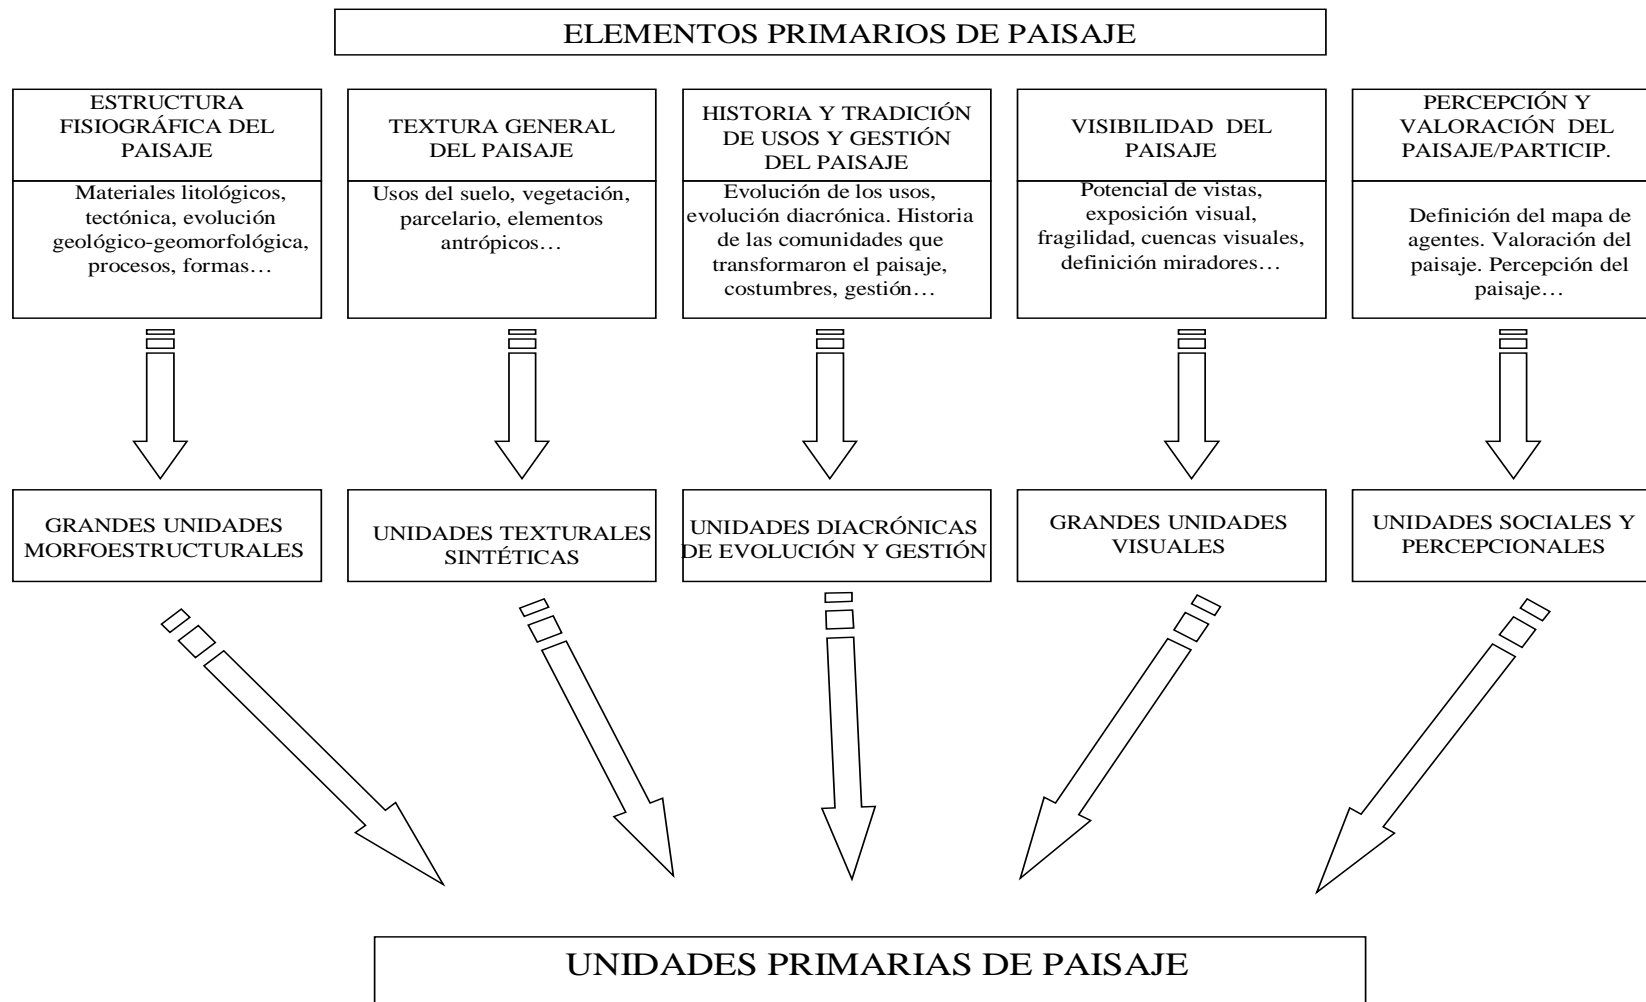 ELEMENTOS PRIMARIOS DE PAISAJE
ESTRUCTURA
FISIOGRÁFICA DEL
PAISAJE
Materiales litológicos,
tectónica, evolución
geológico-geomorfológica,
procesos, formas…
TEXTURA GENERAL
DEL PAISAJE
Usos del suelo, vegetación,
parcelario, elementos
antrópicos…
HISTORIA Y TRADICIÓN
DE USOS Y GESTIÓN
DEL PAISAJE
Evolución de los usos,
evolución diacrónica. Historia
de las comunidades que
transformaron el paisaje,
costumbres, gestión…
VISIBILIDAD DEL
PAISAJE
Potencial de vistas,
exposición visual,
fragilidad, cuencas visuales,
definición miradores…
PERCEPCIÓN Y
VALORACIÓN DEL
PAISAJE/PARTICIP.
Definición del mapa de
agentes. Valoración del
paisaje. Percepción del
paisaje…
GRANDES UNIDADES
MORFOESTRUCTURALES
UNIDADES TEXTURALES
SINTÉTICAS
UNIDADES DIACRÓNICAS
DE EVOLUCIÓN Y GESTIÓN
GRANDES UNIDADES
VISUALES
UNIDADES SOCIALES Y
PERCEPCIONALES
UNIDADES PRIMARIAS DE PAISAJE